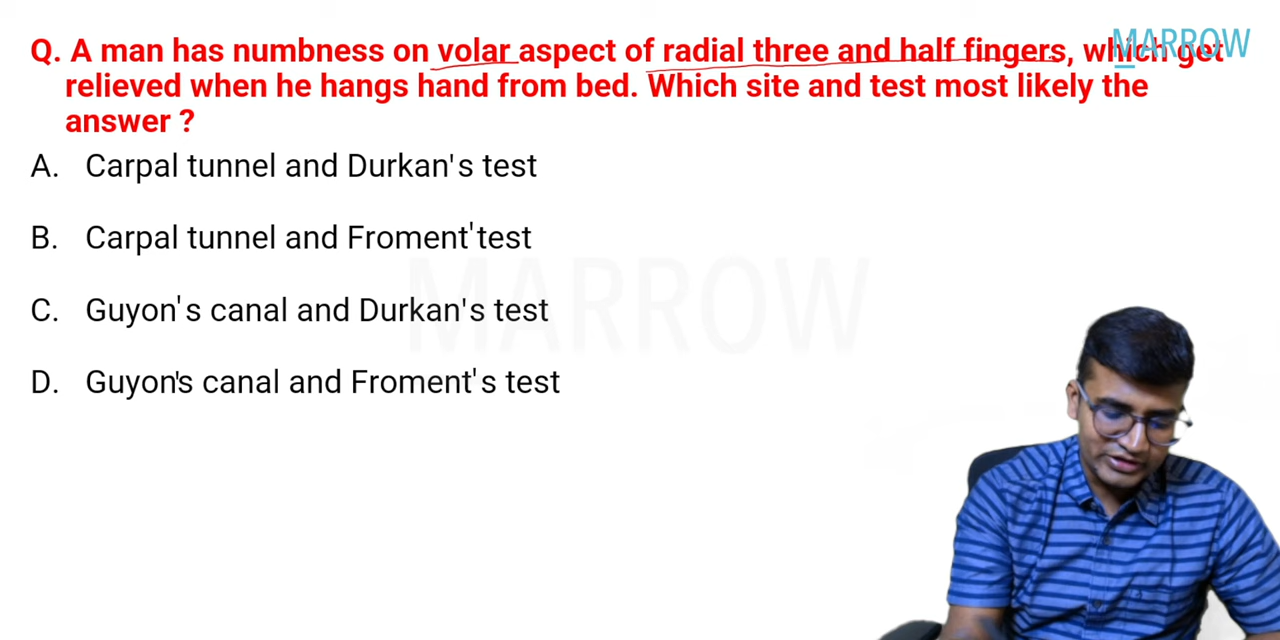 MARROW
Q. A man has numbness on volar aspect of radial three and half fingers, which get
relieved when he hangs hand from bed. Which site and test most likely the
answer ?
A. Carpal tunnel and Durkan's test
B. Carpal tunnel and Froment'test
C. Guyon's canal and Durkan's test
D. Guyon's canal and Froment's test
MARROW